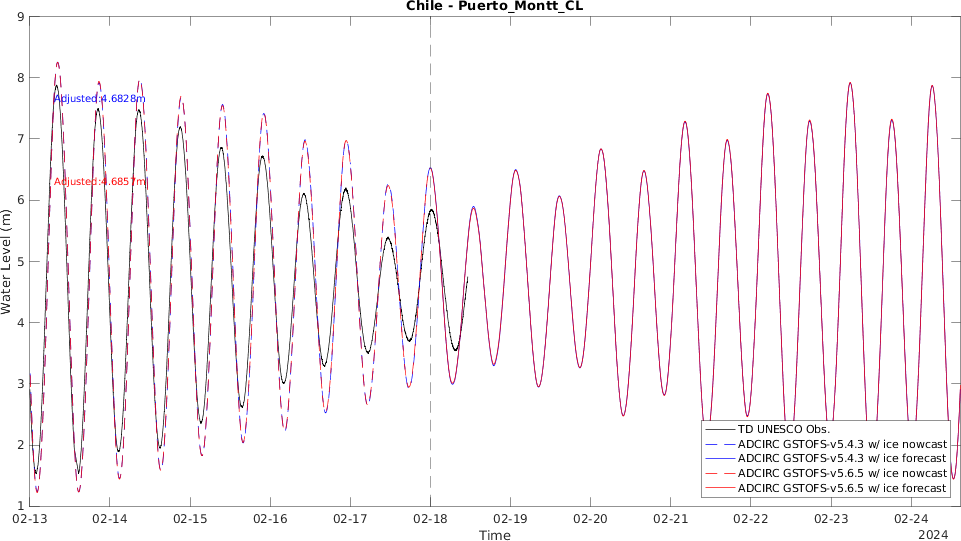 Chile - Puerto_Montt_CL
9
8
7
6
5
4
3
2
1
Water Level (m)
Adjusted:4.6828m
Adjusted:4.6857m
TD UNESCO Obs.
ADCIRC GSTOFS-v5.4.3 w/ ice nowcast
ADCIRC GSTOFS-v5.4.3 w/ ice forecast
ADCIRC GSTOFS-v5.6.5 w/ ice nowcast
ADCIRC GSTOFS-v5.6.5 w/ ice forecast
02-13 02-14 02-15 02-16 02-17 02-18 02-19 02-20 02-21 02-22 02-23 02-24
Time
2024